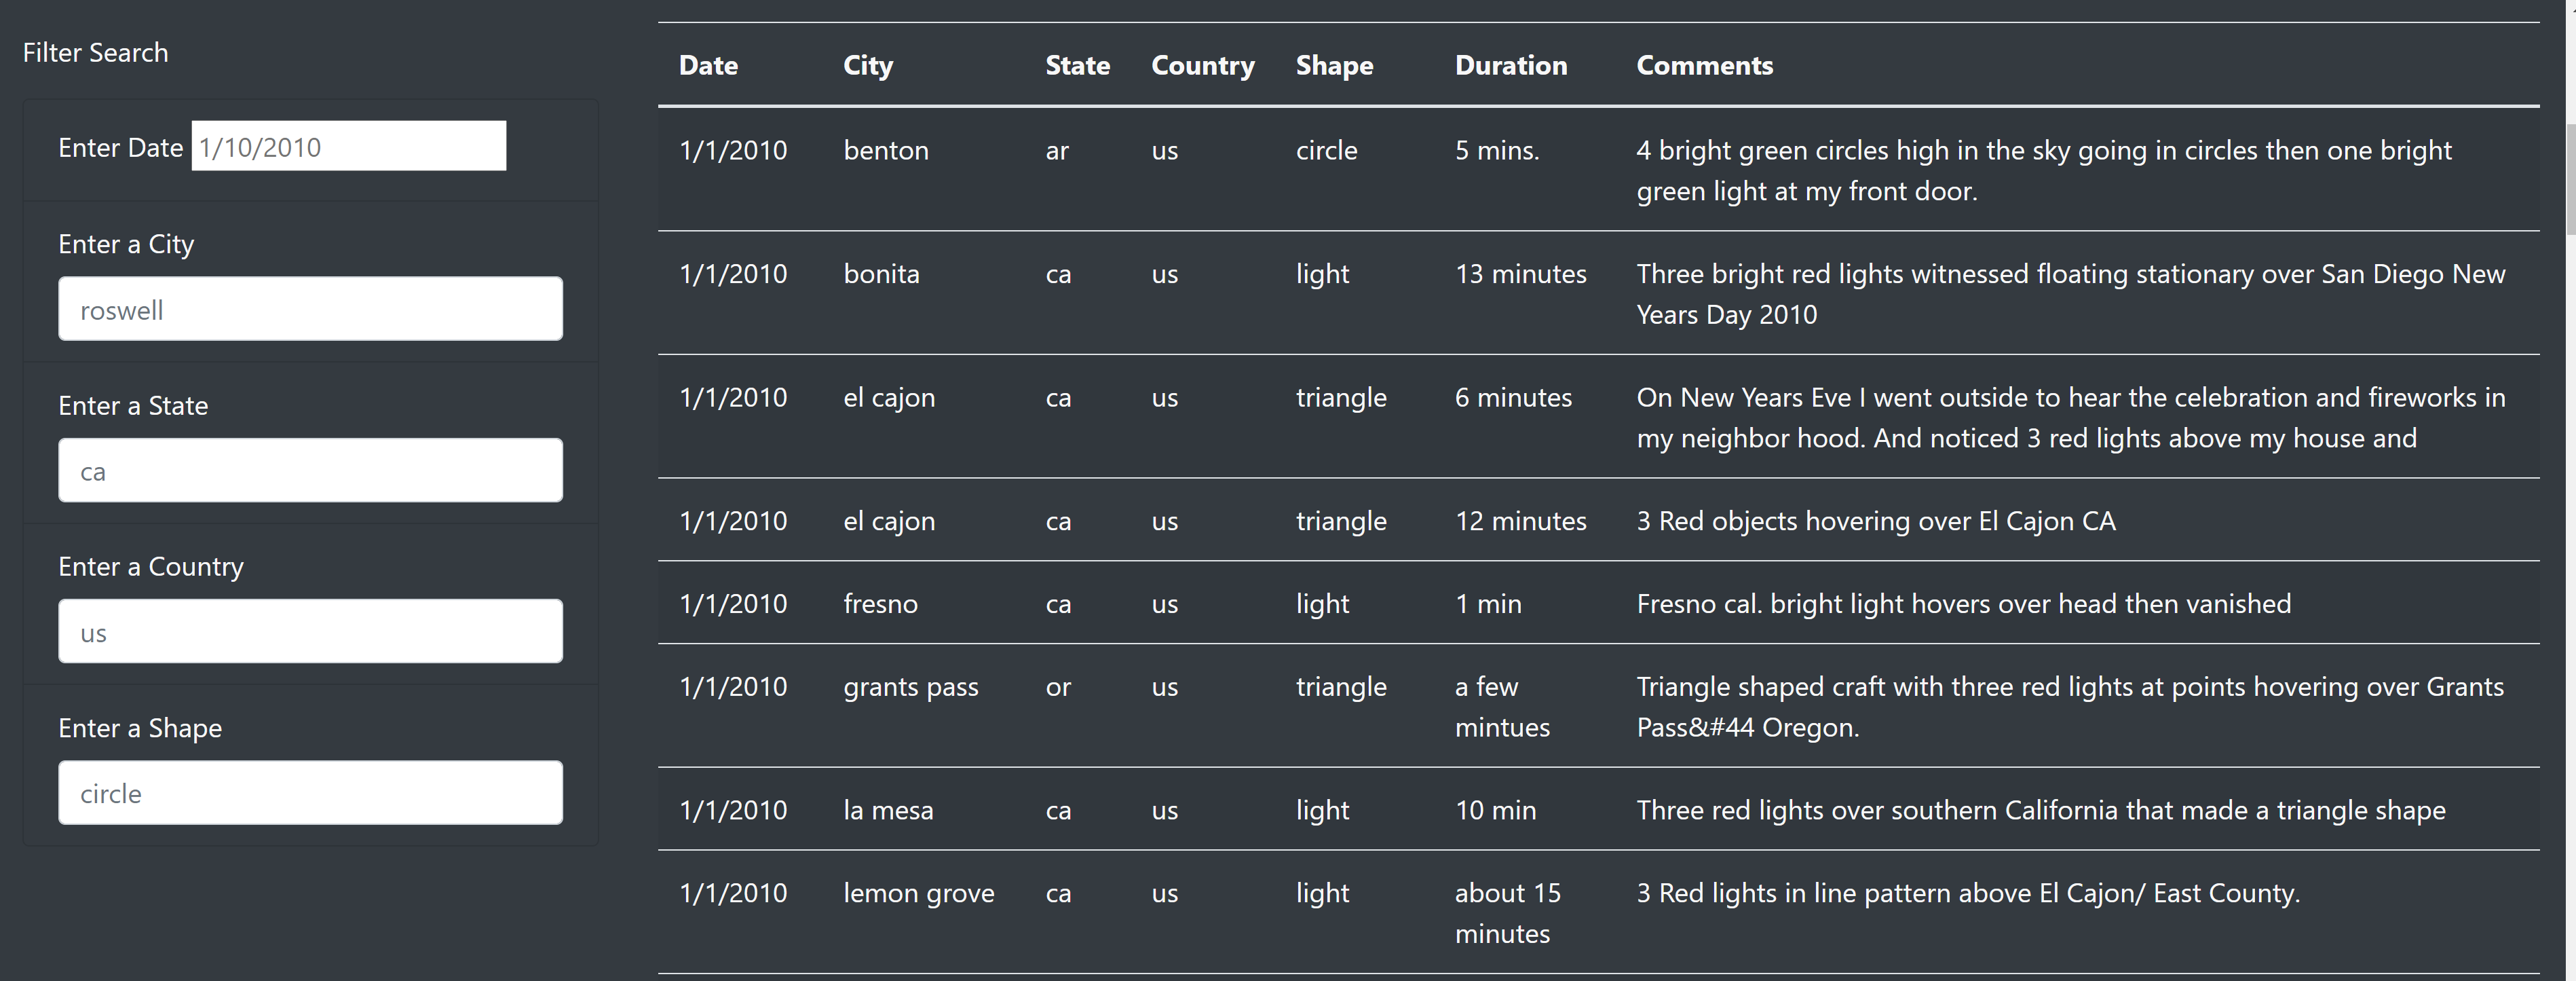 Filter Search
Enter Date 1/10/2010
Enter a City
roswell
Enter a State
ca
Enter a Country
us
Enter a Shape
circle
Date City State Country Shape Duration Comments
1/1/2010 benton ar us circle 5 mins. 4 bright green circles high in the sky going in circles then one bright
green light at my front door.
1/1/2010 bonita ca us light 13 minutes Three bright red lights witnessed floating stationary over San Diego New
Years Day 2010
1/1/2010 el cajon ca us triangle 6 minutes On New Years Eve I went outside to hear the celebration and fireworks in
my neighbor hood. And noticed 3 red lights above my house and
1/1/2010 el cajon ca us triangle 12 minutes 3 Red objects hovering over El Cajon CA
1/1/2010 fresno ca us light 1 min Fresno cal. bright light hovers over head then vanished
1/1/2010 grants pass or us triangle a few Triangle shaped craft with three red lights at points hovering over Grants
mintues Pass&#44 Oregon.
1/1/2010 la mesa ca us light 10 min Three red lights over southern California that made a triangle shape
1/1/2010 lemon grove ca us light about 15 3 Red lights in line pattern above El Cajon/ East County.
minutes